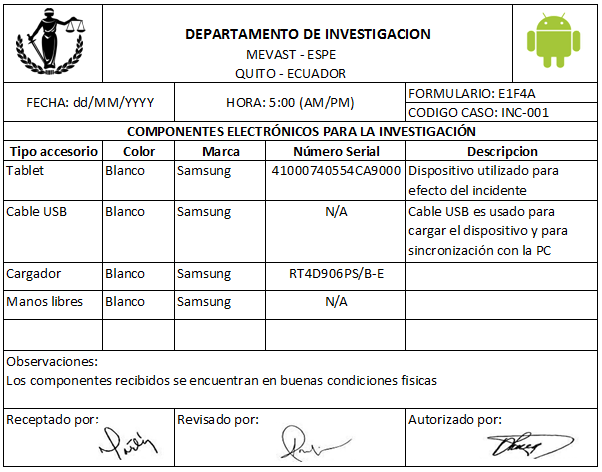 DEPARTAMENTO DE INVESTIGACION
MEVAST - ESPE
QUITO - ECUADOR
FECHA: dd/MM/YYYY
HORA: 5:00 (AM/PM)
FORMULARIO: E1F4A
CODIGO CASO: INC-001
COMPONENTES ELECTRÓNICOS PARA LA INVESTIGACIÓN
Tipo accesorio Color Marca Número Serial Descripcion
Tablet Blanco Samsung 41000740554CA9000 Dispositivo utilizado para
efecto del incidente
Cable USB Blanco Samsung N/A Cable USB es usado para
cargar el dispositivo y para
sincronización con la PC
Cargador Blanco Samsung RT4D906PS/B-E
Manos libres Blanco Samsung N/A
Observaciones:
Los componentes recibidos se encuentran en buenas condiciones fisicas
Receptado por: Revisado por: Autorizado por: